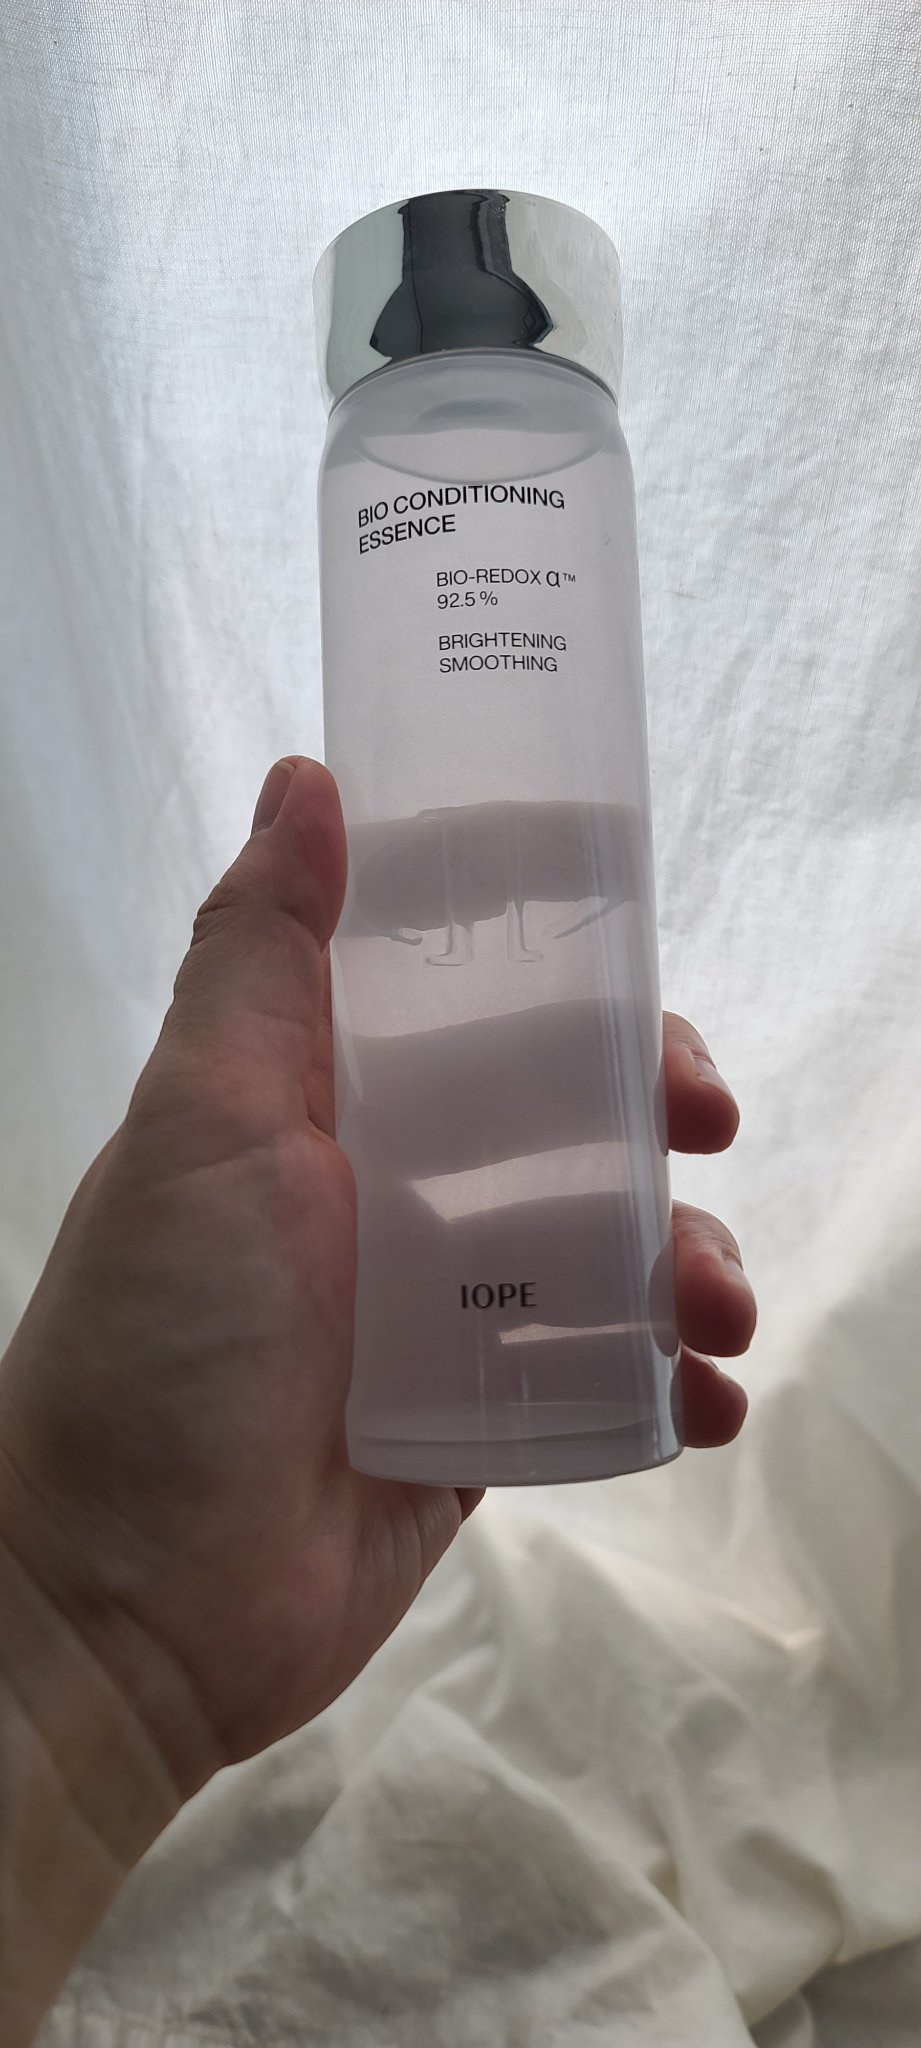 BIO CONDITIONING
ESSENCE
BIO-REDOX α™
92.5%
BRIGHTENING
SMOOTHING
IOPE